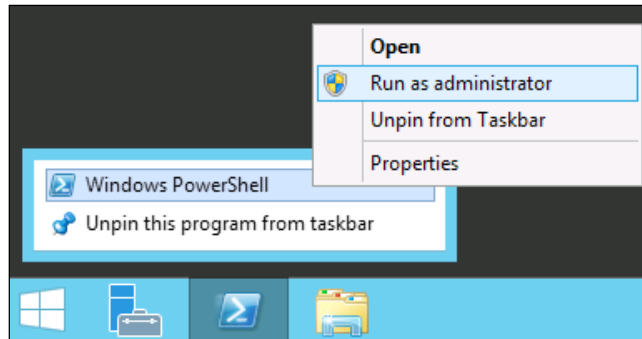 Open
Run as administrator
Unpin from Taskbar
Properties
Windows PowerShell
Unpin this program from taskbar